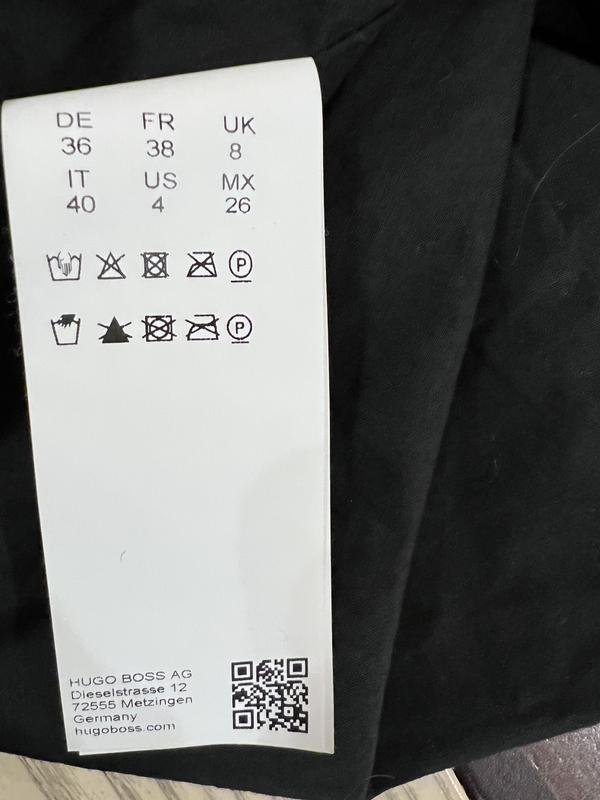 DE FR UK
36 38 8
IT US MX
40 4 26
P
P
HUGO BOSS AG
Dieselstrasse 12
72555 Metzingen
Germany
hugoboss.com